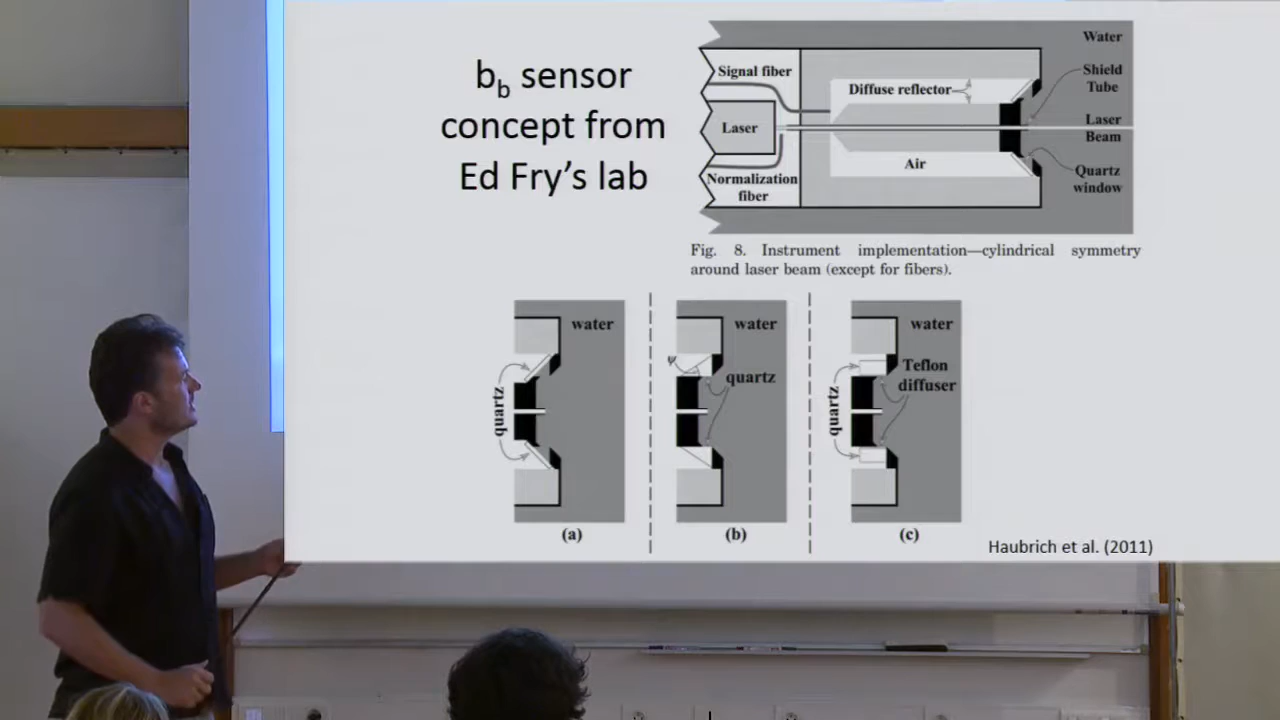 b_b sensor
concept from
Ed Fry’s lab
Water
Signal fiber
Shield
Tube
Diffuse reflector
Laser
Laser
Beam
Air
Quartz
window
Normalization
fiber
Fig. 8. Instrument implementation—cylindrical symmetry
around laser beam (except for fibers).
water
quartz
(a)
water
ψ
quartz
(b)
water
quartz
Teflon
diffuser
(c)
Haubrich et al. (2011)